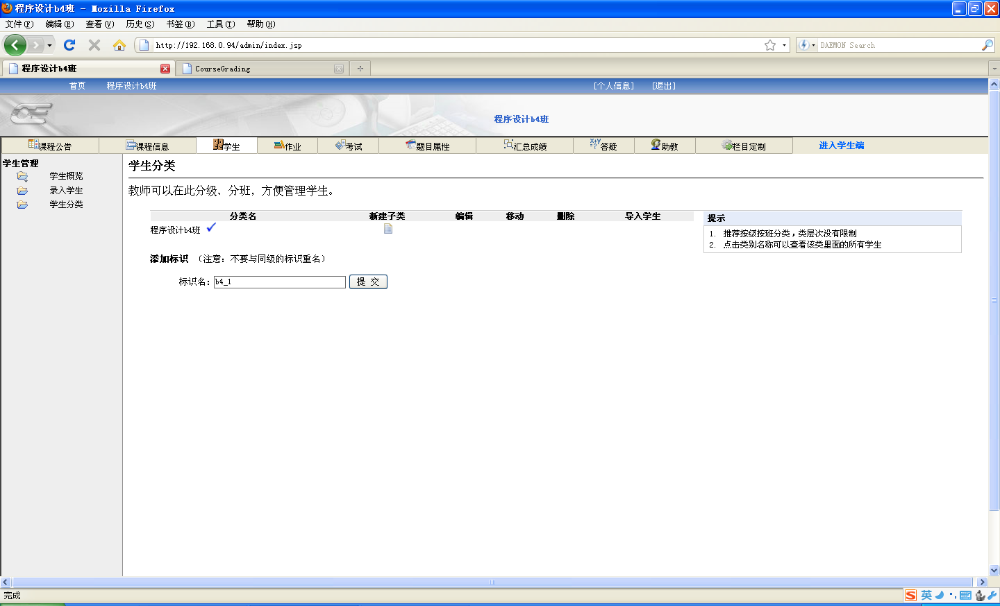 程序设计b4班 - Mozilla Firefox
文件(F) 编辑(E) 查看(V) 历史(S) 书签(B) 工具(T) 帮助(H)
http://192.168.0.94/admin/index.jsp DAEMON Search
程序设计b4班 CourseGrading
首页 程序设计b4班 [个人信息] [退出]
程序设计b4班
课程公告 课程信息 学生 作业 考试 题目属性 汇总成绩 答疑 助教 栏目定制 进入学生端
学生管理
学生概览
录入学生
学生分类
学生分类
教师可以在此分级、分班，方便管理学生。
分类名 新建子类 编辑 移动 删除 导入学生
程序设计b4班
添加标识 （注意：不要与同级的标识重名）
标识名：b4_1 提 交
提示
1. 推荐按级按班分类，类层次没有限制
2. 点击类别名称可以查看该类里面的所有学生
完成 英